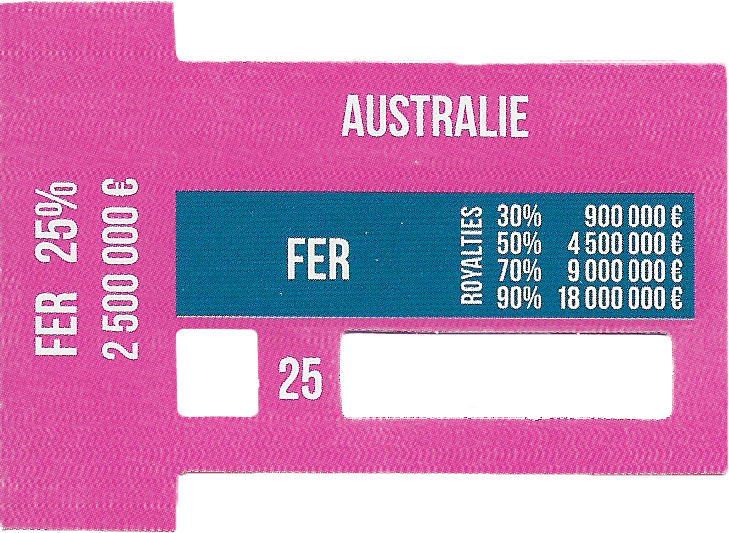 AUSTRALIE
FER 25%
2 500 000 €
FER
ROYALTIES
30% 900 000 €
50% 4 500 000 €
70% 9 000 000 €
90% 18 000 000 €
25